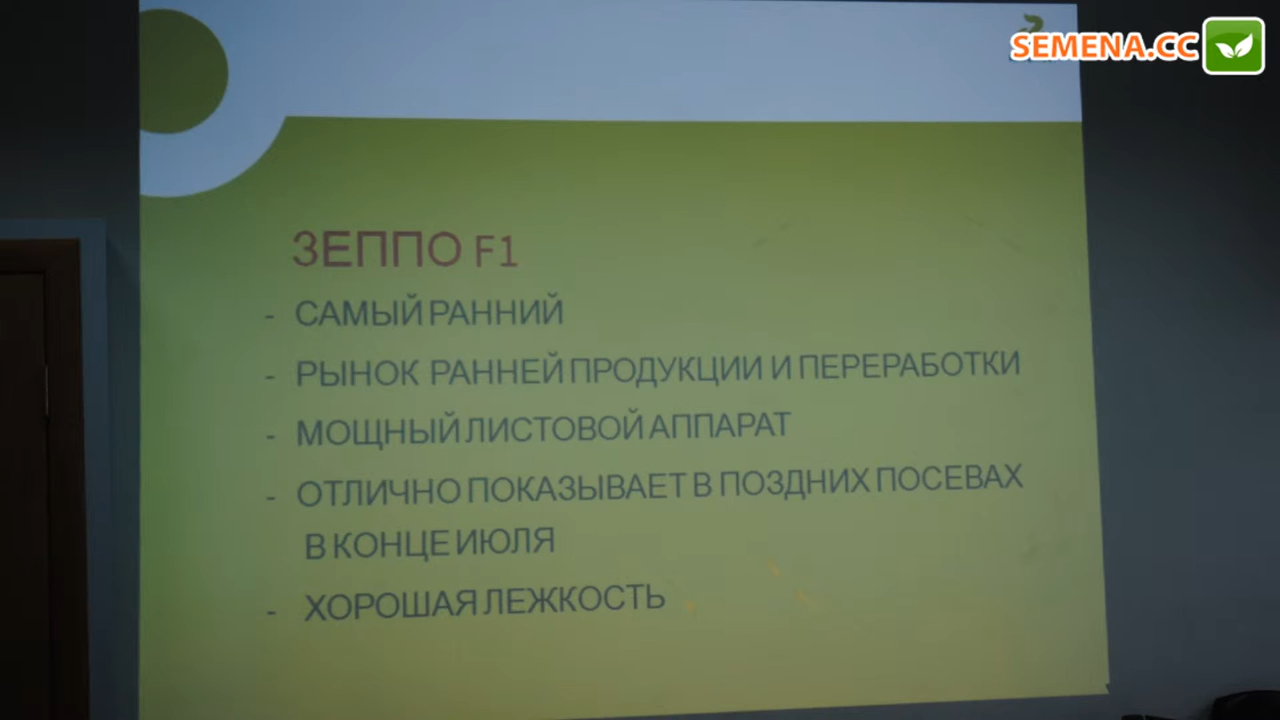 SEMENA.CC
ЗЕППО F1
- САМЫЙ РАННИЙ
- РЫНОК РАННЕЙ ПРОДУКЦИИ И ПЕРЕРАБОТКИ
- МОЩНЫЙ ЛИСТОВОЙ АППАРАТ
- ОТЛИЧНО ПОКАЗЫВАЕТ В ПОЗДНИХ ПОСЕВАХ
В КОНЦЕ ИЮЛЯ
- ХОРОШАЯ ЛЕЖКОСТЬ